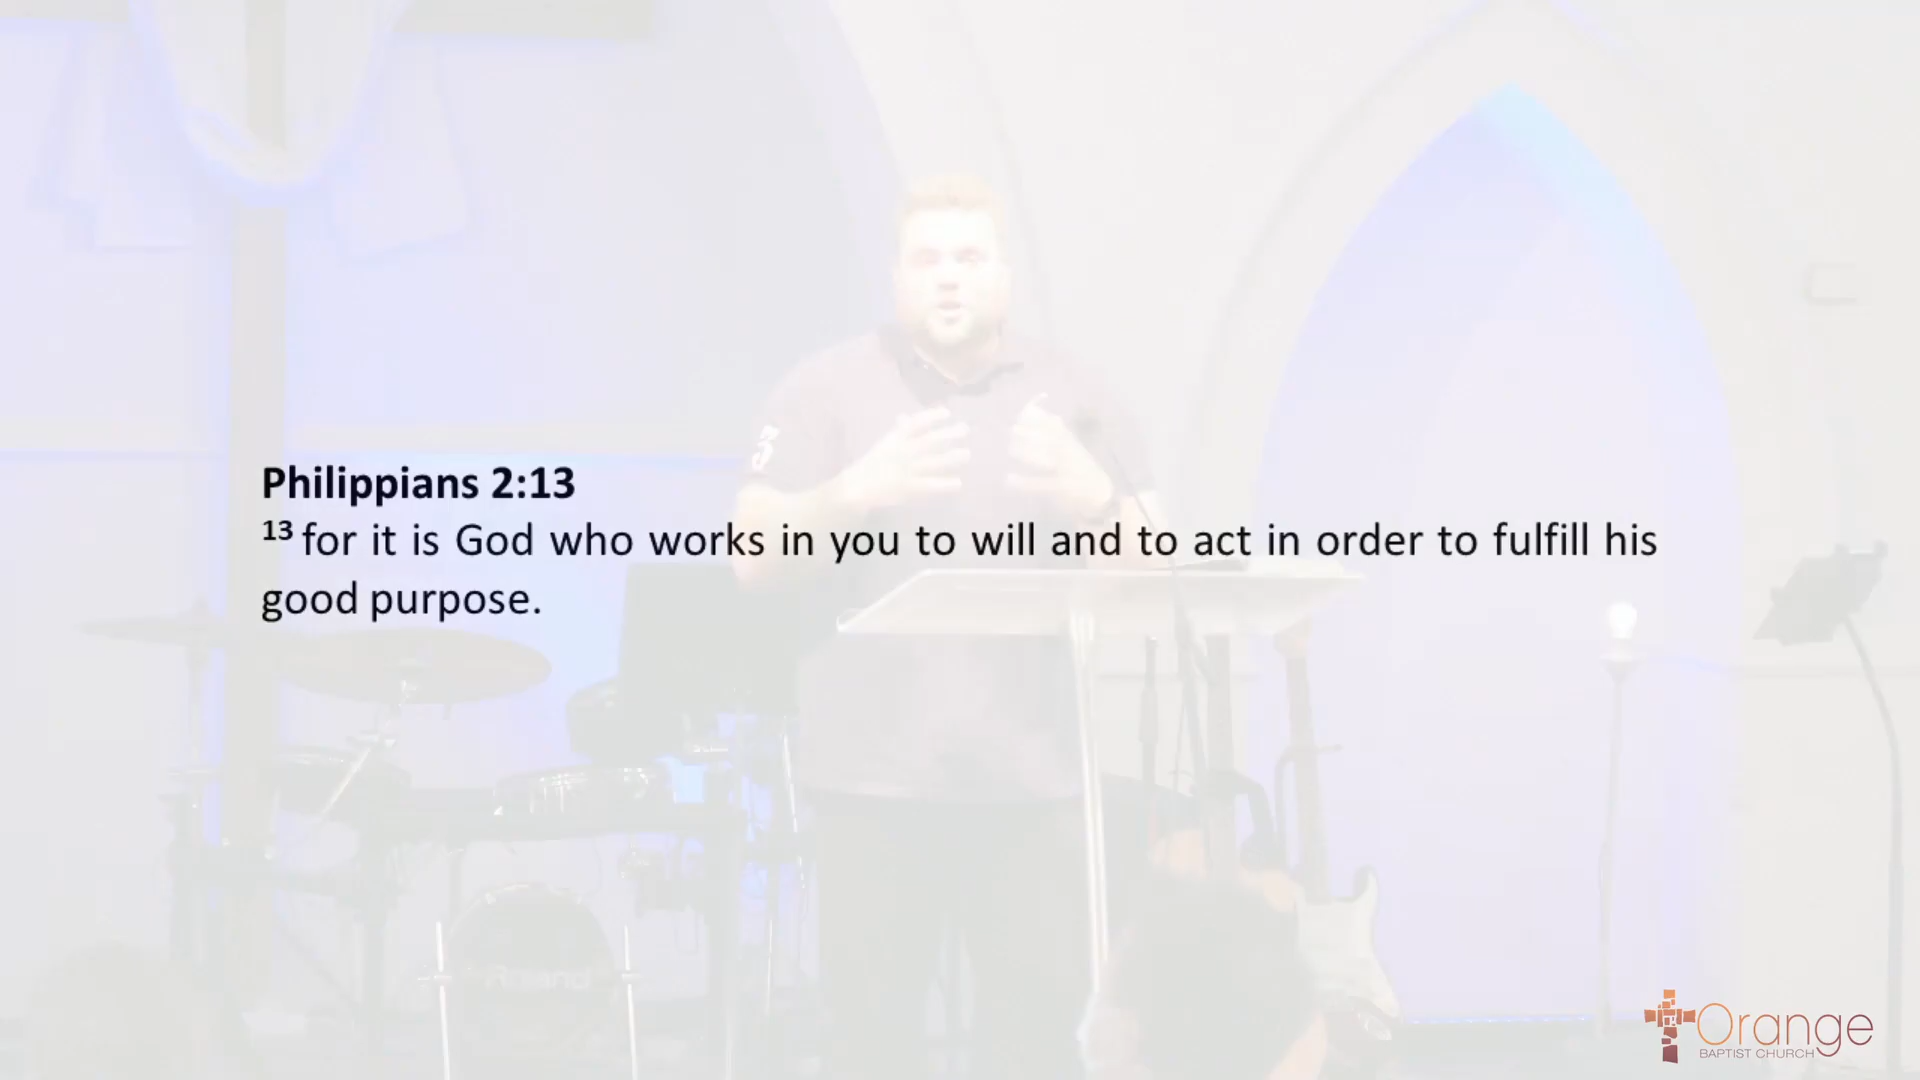 Philippians 2:13
13 for it is God who works in you to will and to act in order to fulfill his
good purpose.
Orange
BAPTIST CHURCH